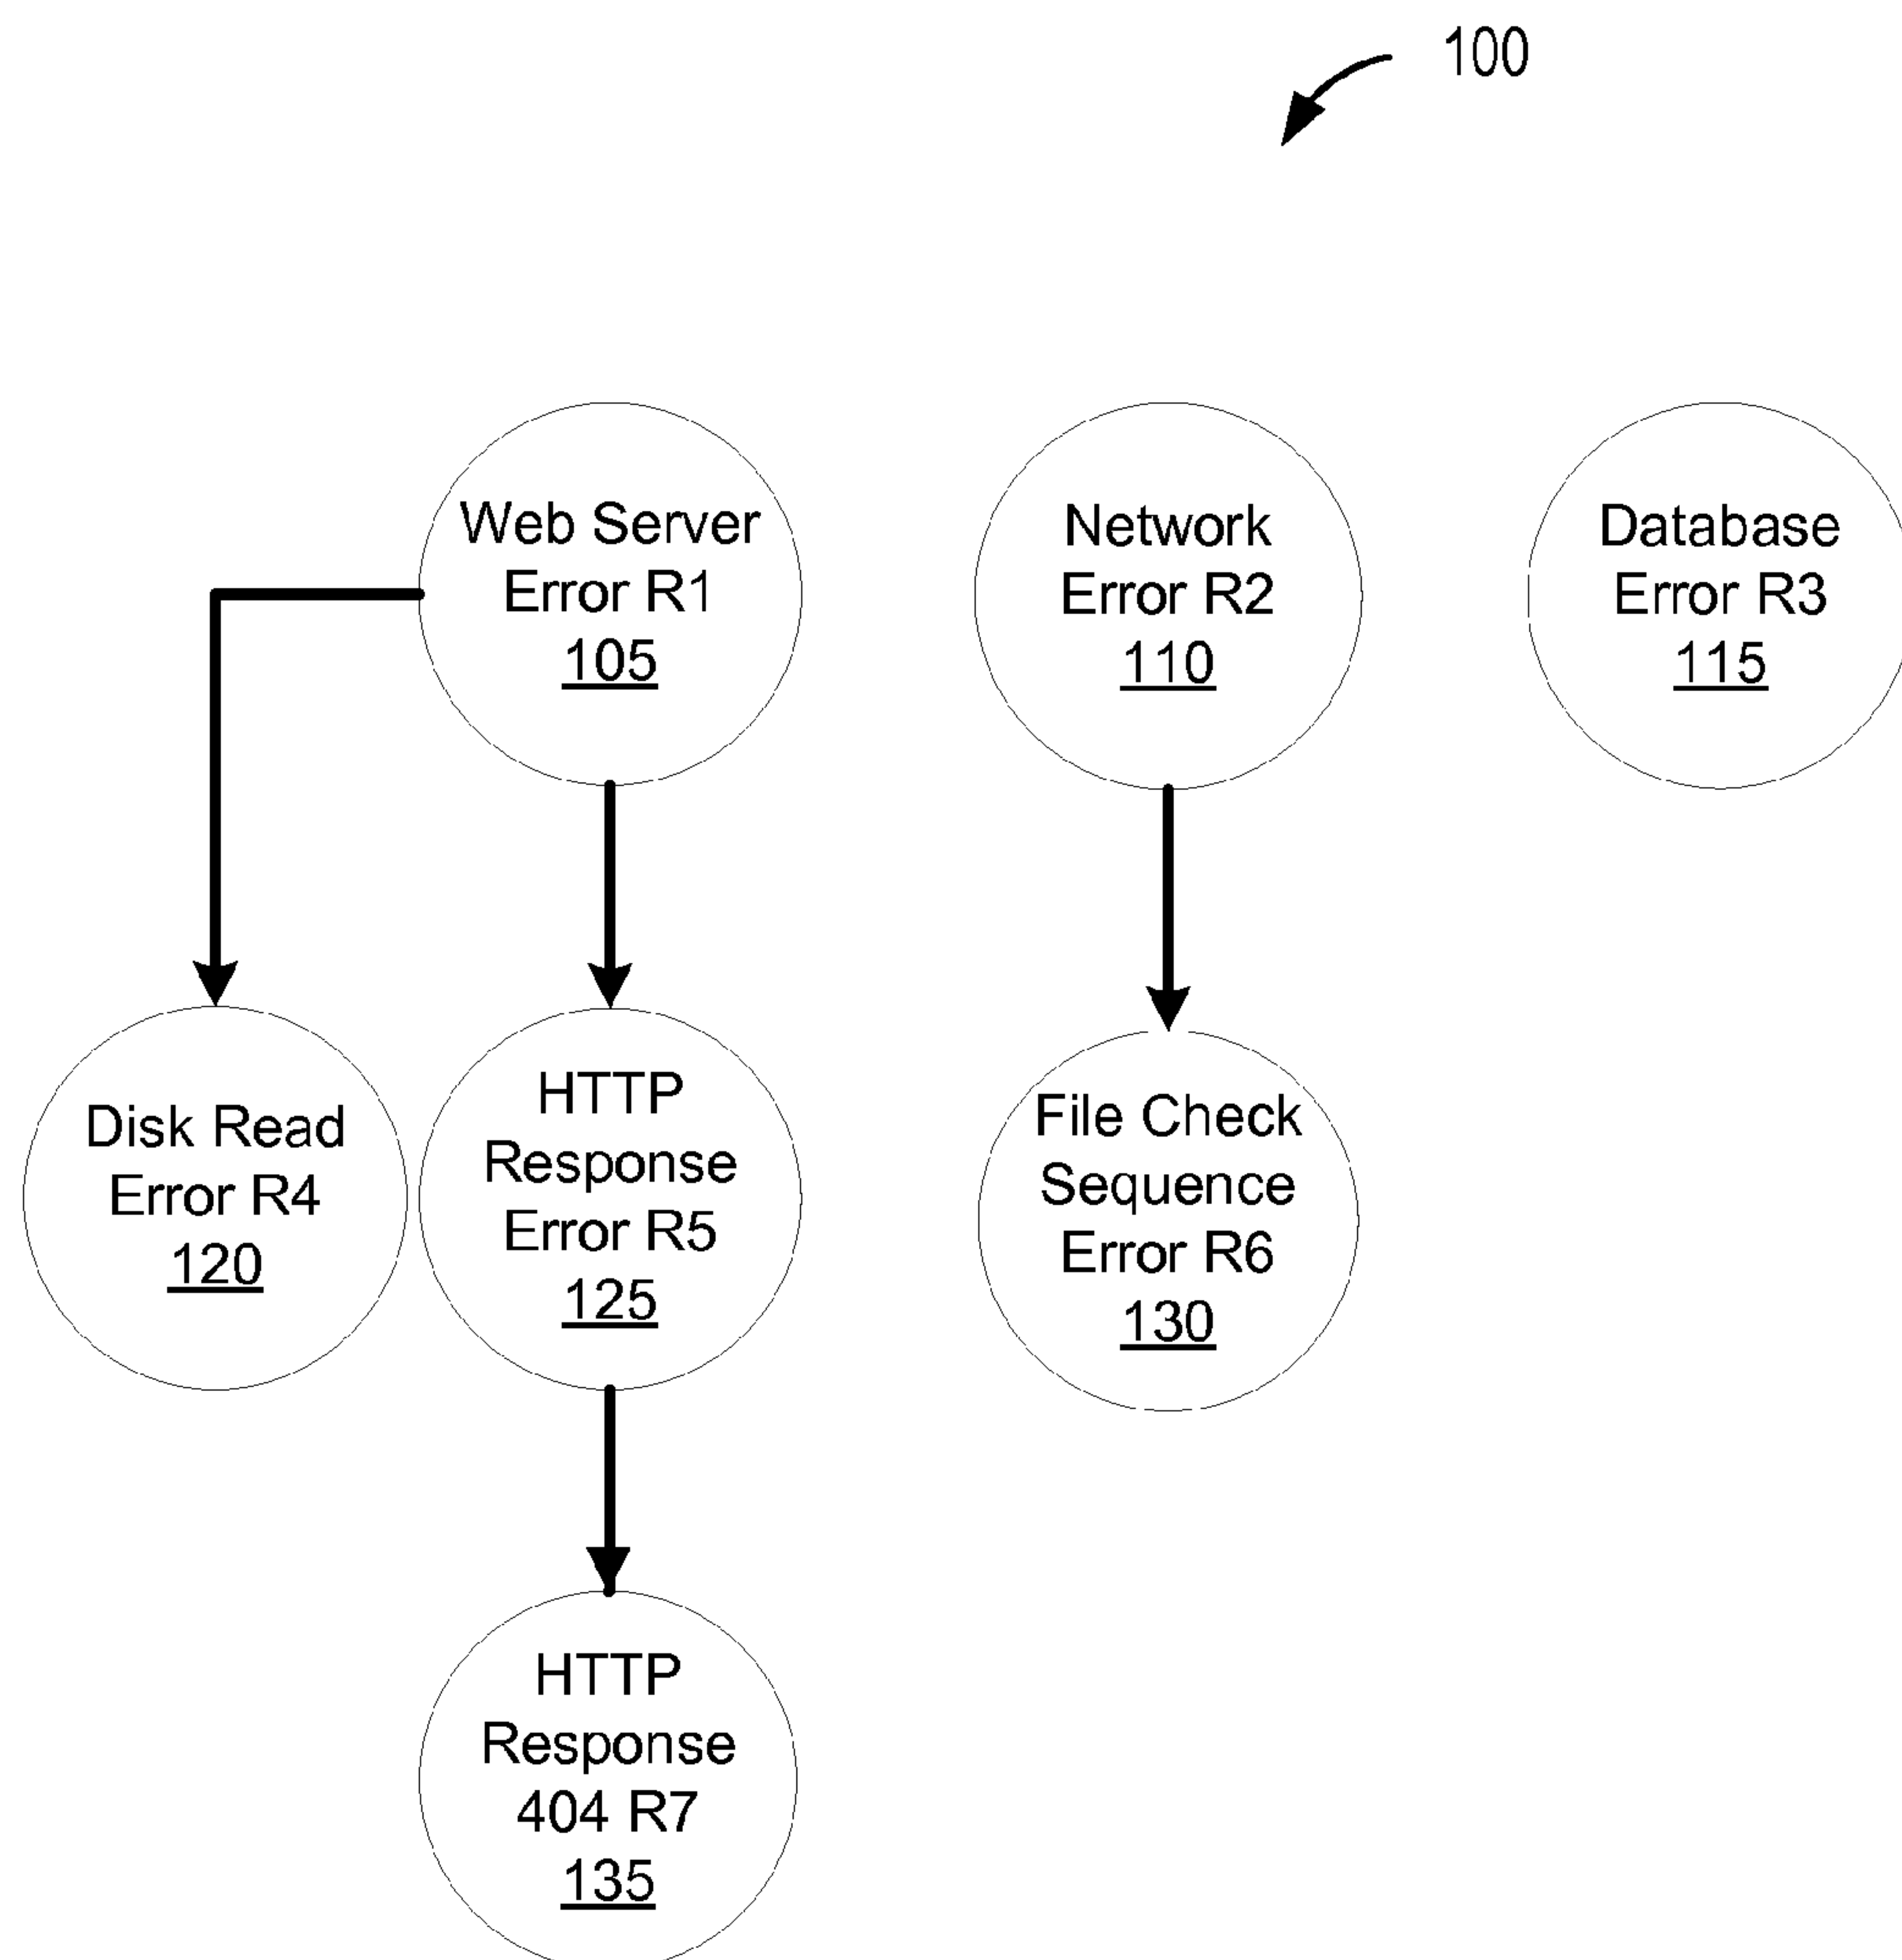 100
Web Server
Error R1
105
Network
Error R2
110
Database
Error R3
115
Disk Read
Error R4
120
HTTP
Response
Error R5
125
File Check
Sequence
Error R6
130
HTTP
Response
404 R7
135